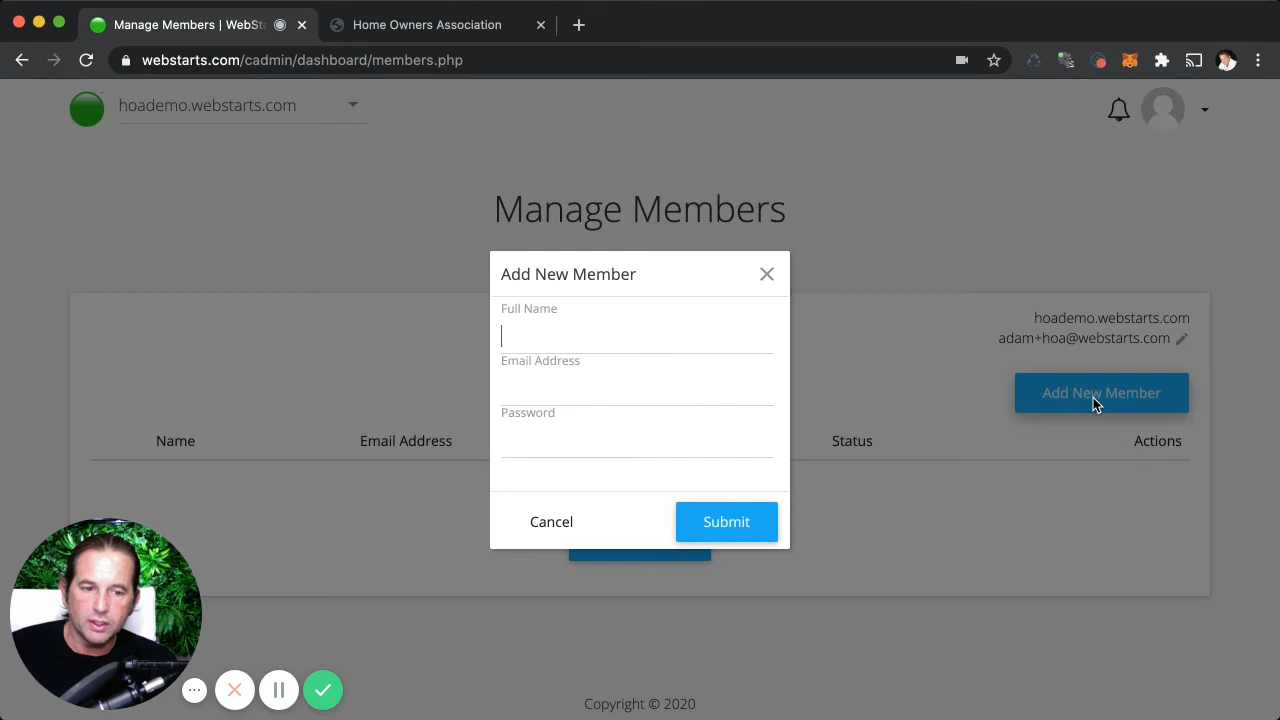 Manage Members | WebSta
Home Owners Association
webstarts.com/cadmin/dashboard/members.php
hoademo.webstarts.com
Manage Members
Add New Member
Full Name
Email Address
Password
Cancel
Submit
hoademo.webstarts.com
adam+hoa@webstarts.com
Add New Member
Name
Email Address
Status
Actions
Copyright © 2020